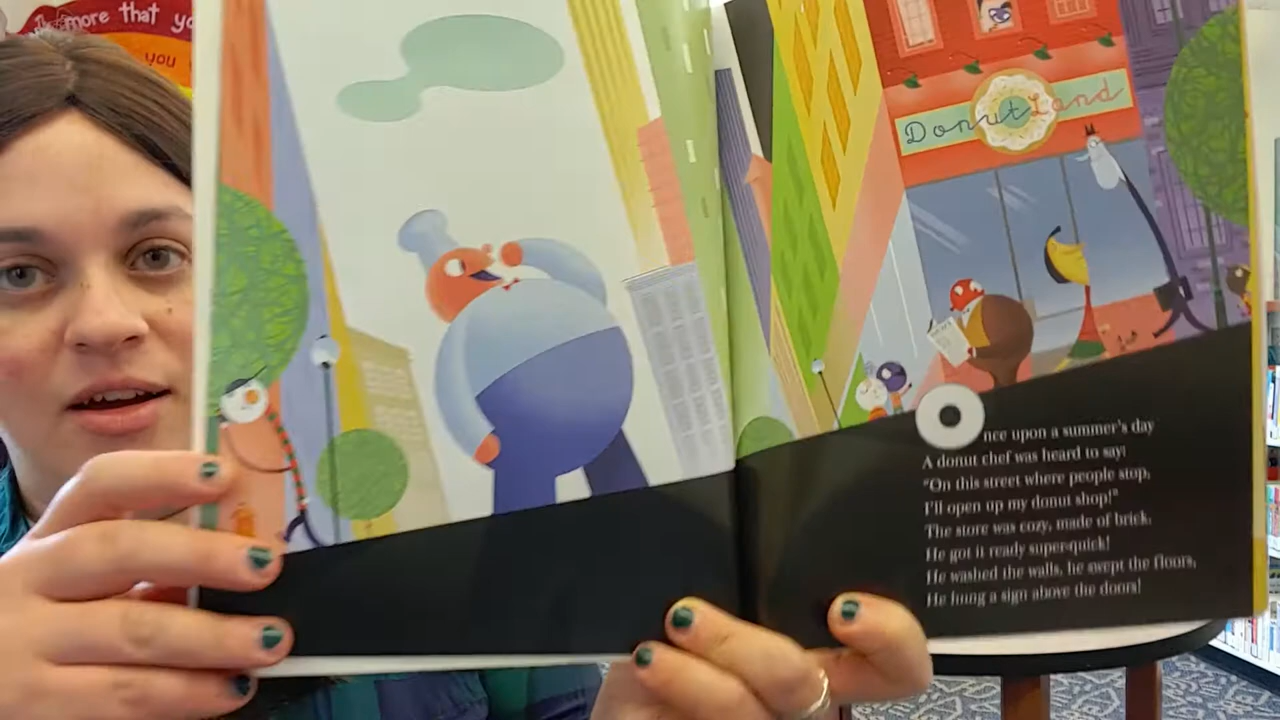 The more that yo
you
Donut Land
Once upon a summer's day
A donut chef was heard to say:
"On this street where people stop,
I'll open up my donut shop!"
The store was cozy, made of brick.
He got it ready super-quick!
He washed the walls, he swept the floors,
He hung a sign above the doors!